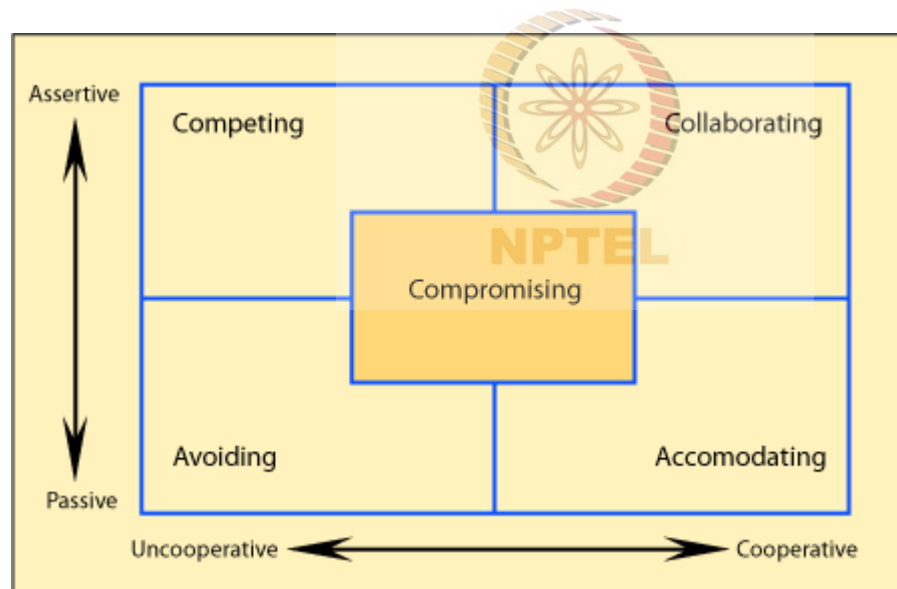 Assertive
Competing
Collaborating
NPTEL
Compromising
Avoiding
Accomodating
Passive
Uncooperative
Cooperative